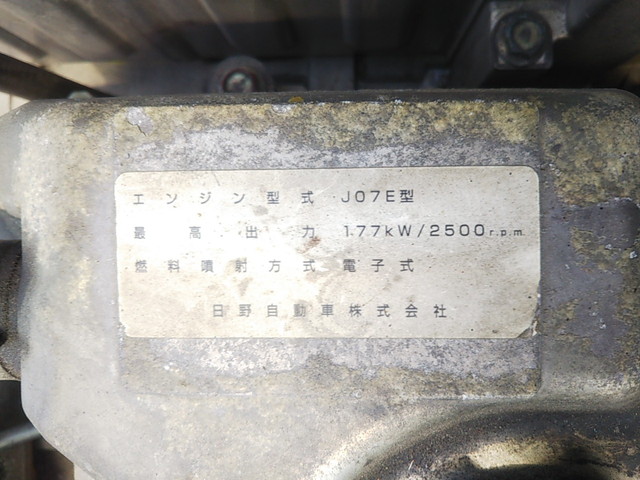 エンジン型式 J07E型
最高出力 177kW/2500r.p.m.
燃料噴射方式 電子式
日野自動車株式会社